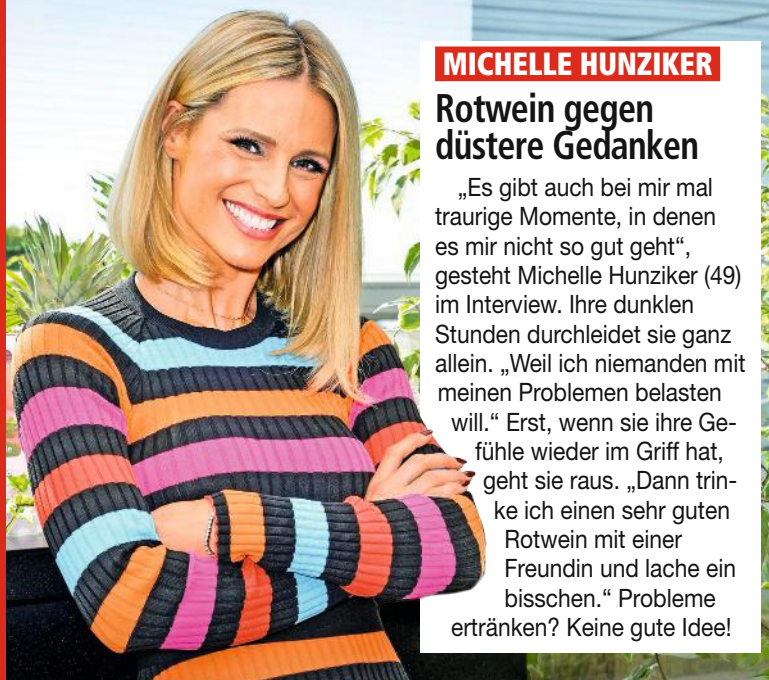 MICHELLE HUNZIKER
Rotwein gegen
düstere Gedanken
„Es gibt auch bei mir mal
traurige Momente, in denen
es mir nicht so gut geht“,
gesteht Michelle Hunziker (49)
im Interview. Ihre dunklen
Stunden durchleidet sie ganz
allein. „Weil ich niemanden mit
meinen Problemen belasten
will.“ Erst, wenn sie ihre Ge-
fühle wieder im Griff hat,
geht sie raus. „Dann trin-
ke ich einen sehr guten
Rotwein mit einer
Freundin und lache ein
bisschen.“ Probleme
ertränken? Keine gute Idee!